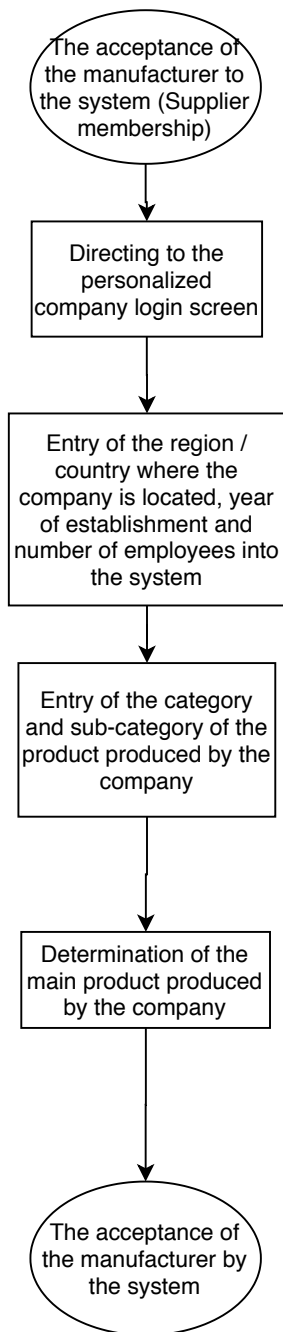 The acceptance of
the manufacturer to
the system (Supplier
membership)
Directing to the
personalized
company login screen
Entry of the region /
country where the
company is located, year
of establishment and
number of employees into
the system
Entry of the category
and sub-category of the
product produced by the
company
Determination of the
main product produced
by the company
The acceptance of
the manufacturer by
the system